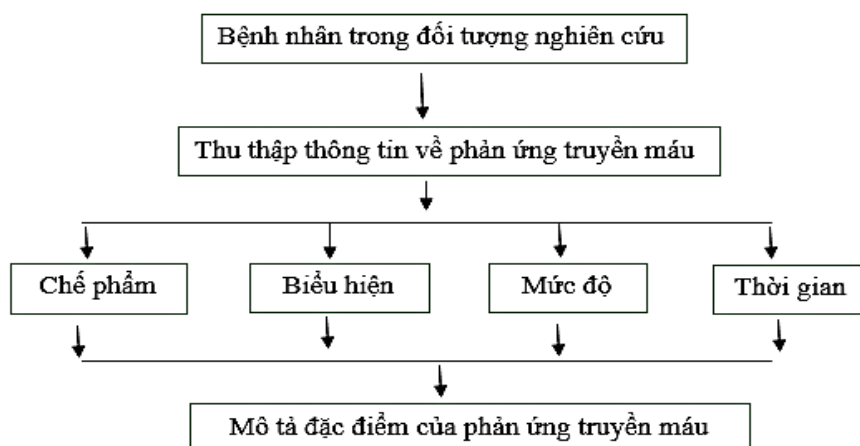 Bệnh nhân trong đối tượng nghiên cứu
Thu thập thông tin về phản ứng truyền máu
Chế phẩm
Biểu hiện
Mức độ
Thời gian
Mô tả đặc điểm của phản ứng truyền máu